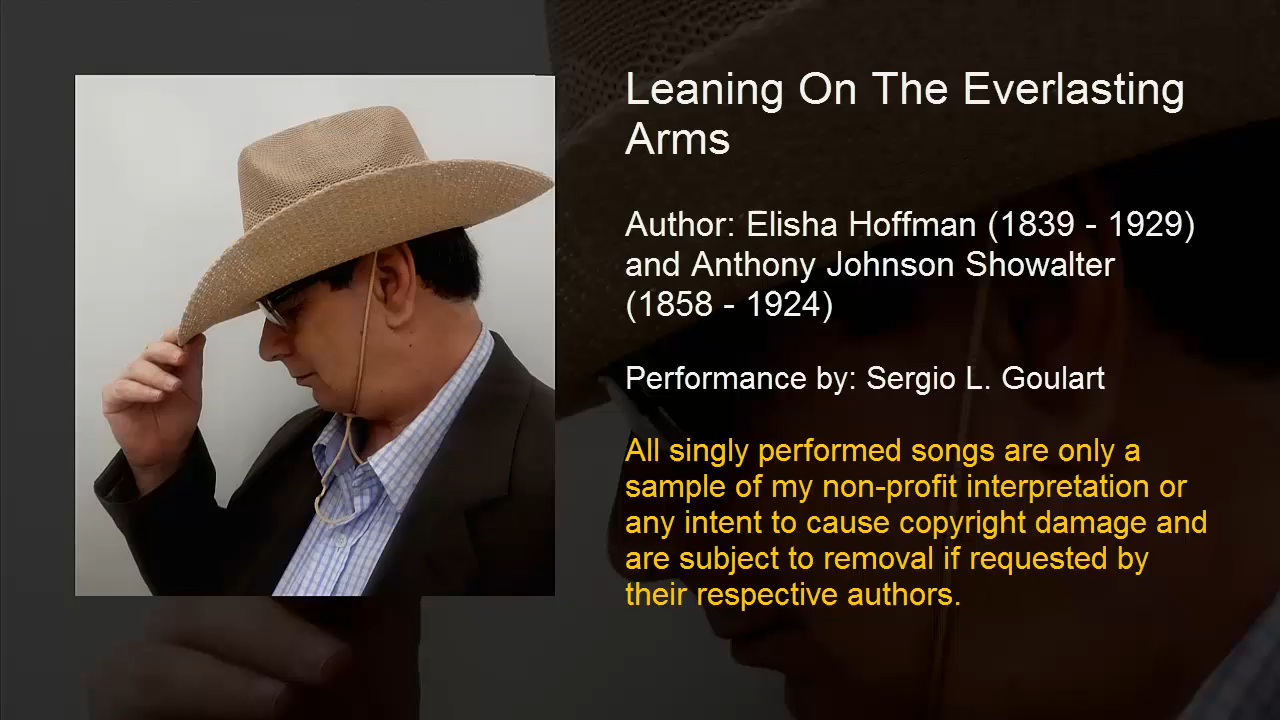 Leaning On The Everlasting
Arms
Author: Elisha Hoffman (1839 - 1929)
and Anthony Johnson Showalter
(1858 - 1924)
Performance by: Sergio L. Goulart
All singly performed songs are only a
sample of my non-profit interpretation or
any intent to cause copyright damage and
are subject to removal if requested by
their respective authors.